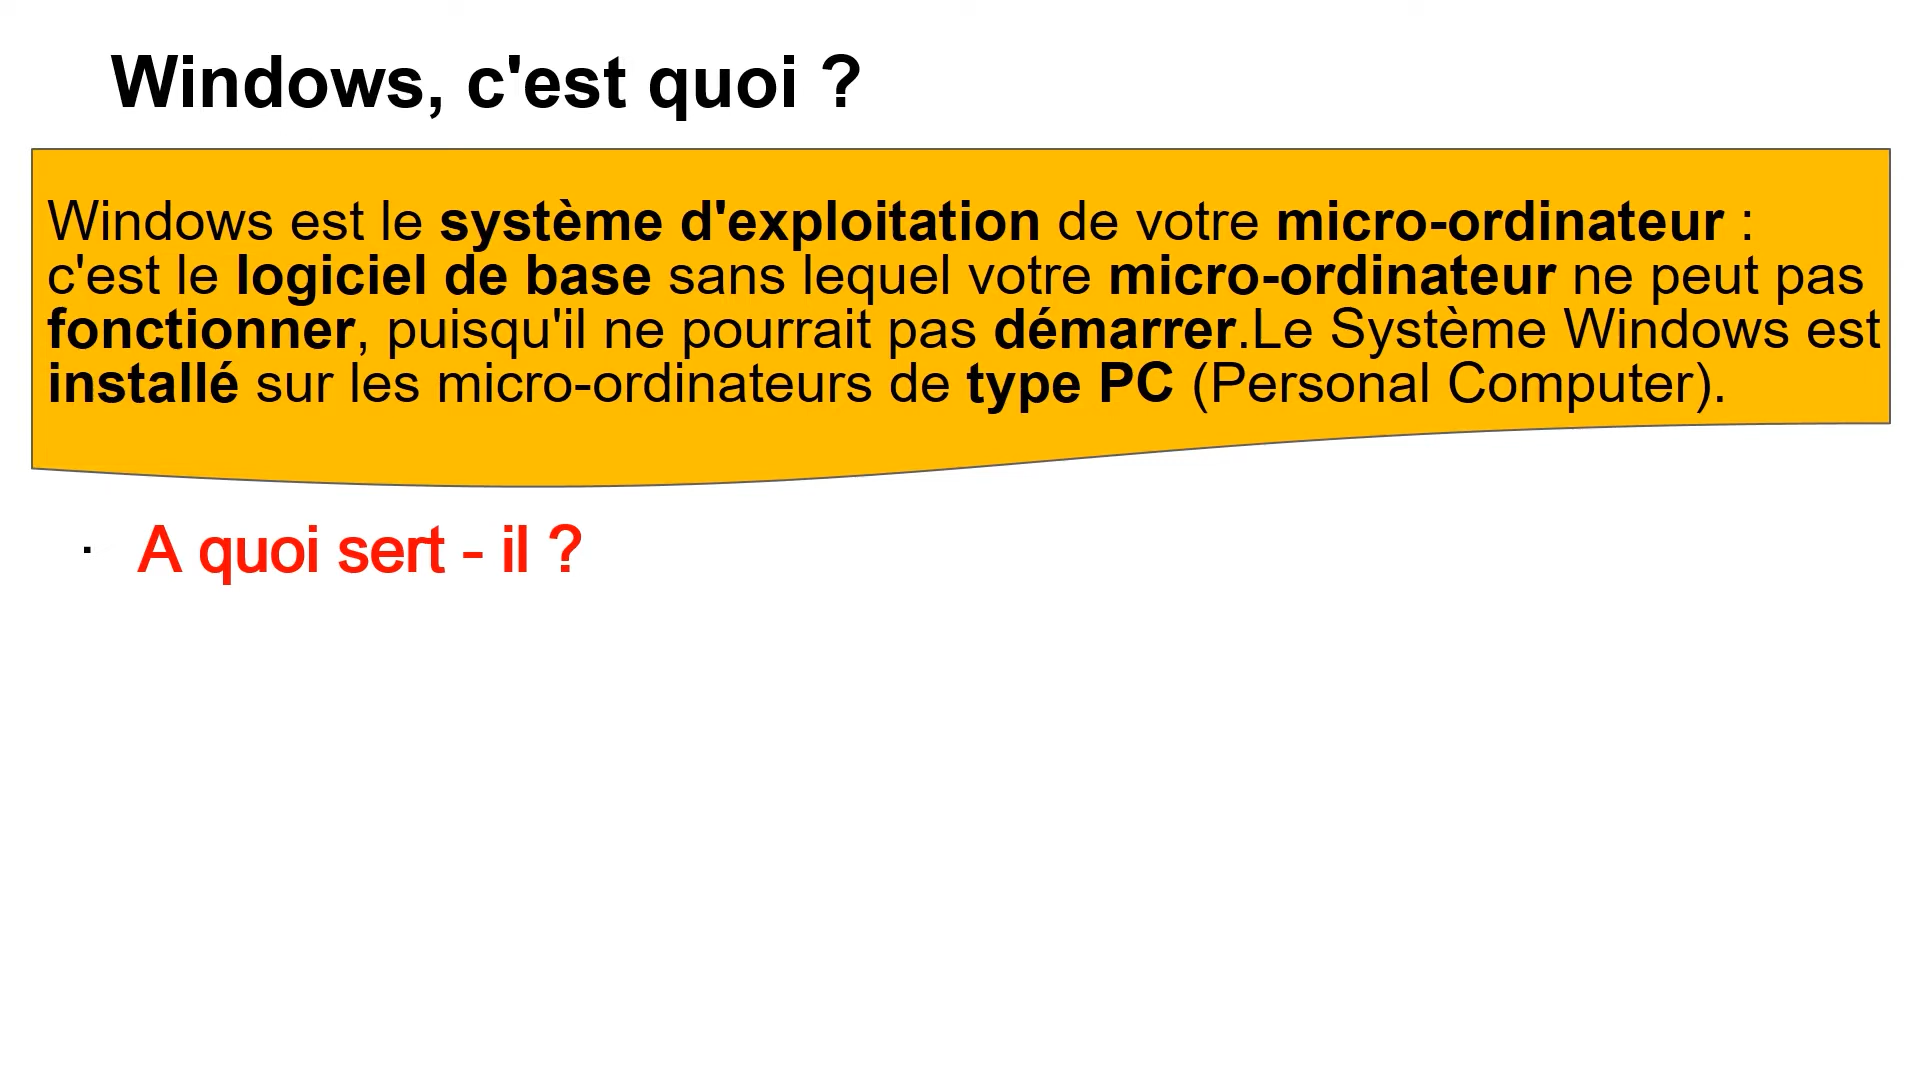 Windows, c'est quoi ?
Windows est le système d'exploitation de votre micro-ordinateur :
c'est le logiciel de base sans lequel votre micro-ordinateur ne peut pas
fonctionner, puisqu'il ne pourrait pas démarrer.Le Système Windows est
installé sur les micro-ordinateurs de type PC (Personal Computer).
· A quoi sert - il ?